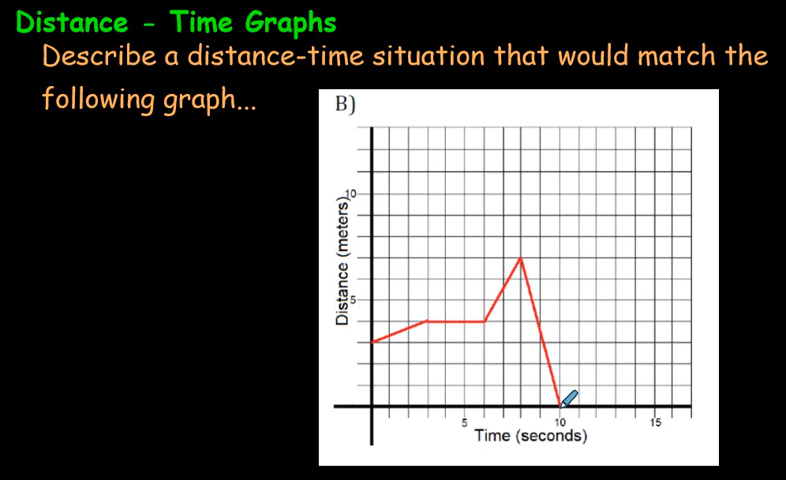 Distance - Time Graphs
Describe a distance-time situation that would match the
following graph...
B)
10
Distance (meters)
5
5
10
15
Time (seconds)